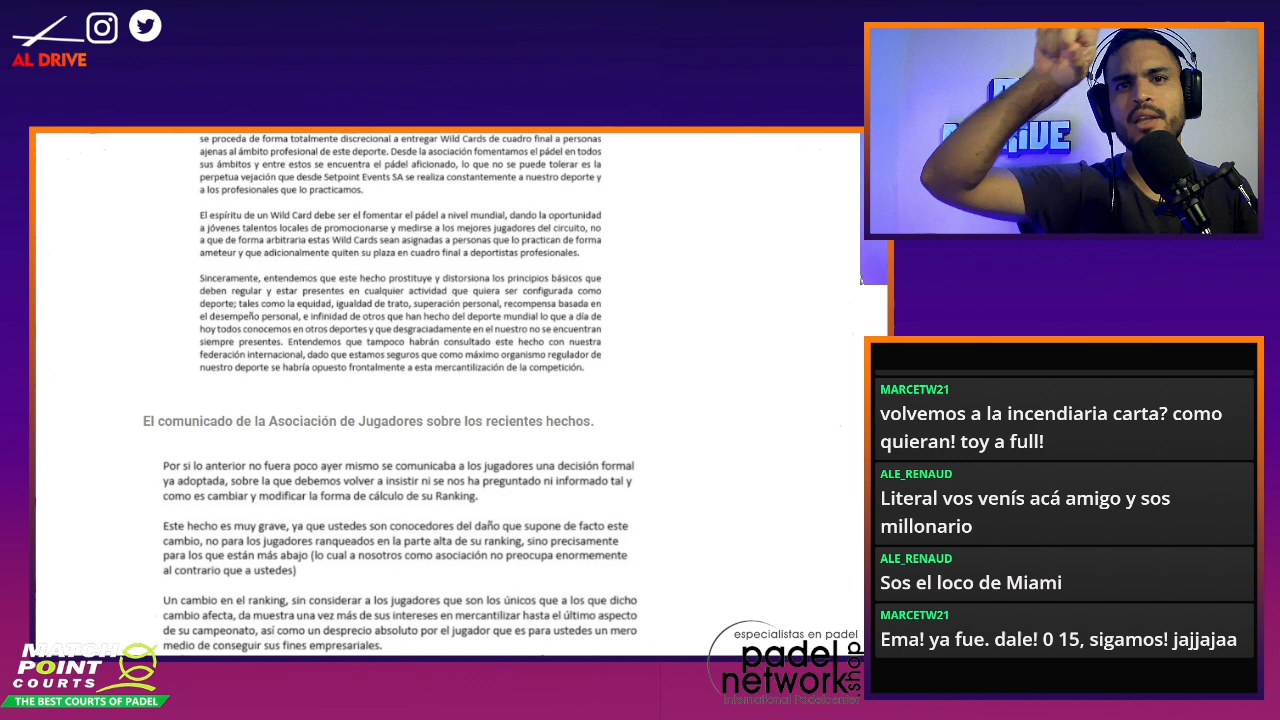 AL DRIVE
se proceda de forma totalmente discrecional a entregar Wild Cards de cuadro final a personas
ajenas al ámbito profesional de este deporte. Desde la asociación fomentamos el pádel en todos
sus ámbitos y entre estos se encuentra el pádel aficionado, lo que no se puede tolerar es la
perpetua vejación que desde Setpoint Events SA se realiza constantemente a nuestro deporte y
a los profesionales que lo practicamos.
El espíritu de un Wild Card debe ser el fomentar el pádel a nivel mundial, dando la oportunidad
a jóvenes talentos locales de promocionarse y medirse a los mejores jugadores del circuito, no
a que de forma arbitraria estas Wild Cards sean asignadas a personas que lo practican de forma
ameteur y que adicionalmente quiten su plaza en cuadro final a deportistas profesionales.
Sinceramente, entendemos que este hecho prostituye y distorsiona los principios básicos que
deben regular y estar presentes en cualquier actividad que quiera ser configurada como
deporte; tales como la equidad, igualdad de trato, superación personal, recompensa basada en
el desempeño personal, e infinidad de otros que han hecho del deporte mundial lo que a día de
hoy todos conocemos en otros deportes y que desgraciadamente en el nuestro no se encuentran
siempre presentes. Entendemos que tampoco habrán consultado este hecho con nuestra
federación internacional, dado que estamos seguros que como máximo organismo regulador de
nuestro deporte se habría opuesto frontalmente a esta mercantilización de la competición.
El comunicado de la Asociación de Jugadores sobre los recientes hechos.
Por si lo anterior no fuera poco ayer mismo se comunicaba a los jugadores una decisión formal
ya adoptada, sobre la que debemos volver a insistir ni se nos ha preguntado ni informado tal y
como es cambiar y modificar la forma de cálculo de su Ranking.
Este hecho es muy grave, ya que ustedes son conocedores del daño que supone de facto este
cambio, no para los jugadores ranqueados en la parte alta de su ranking, sino precisamente
para los que están más abajo (lo cual a nosotros como asociación no preocupa enormemente
al contrario que a ustedes)
Un cambio en el ranking, sin considerar a los jugadores que son los únicos que a los que dicho
cambio afecta, da muestra una vez más de sus intereses en mercantilizar hasta el último aspecto
de su campeonato, así como un desprecio absoluto por el jugador que es para ustedes un mero
medio de conseguir sus fines empresariales.
MARCETW21
volvemos a la incendiaria carta? como
quieran! toy a full!
ALE_RENAUD
Literal vos venís acá amigo y sos
millonario
ALE_RENAUD
Sos el loco de Miami
MARCETW21
Ema! ya fue. dale! 0 15, sigamos! jajjajaa
MATCH
POINT
COURTS
THE BEST COURTS OF PADEL
especialistas en padel
padel
network
.shop
International Padelcenter